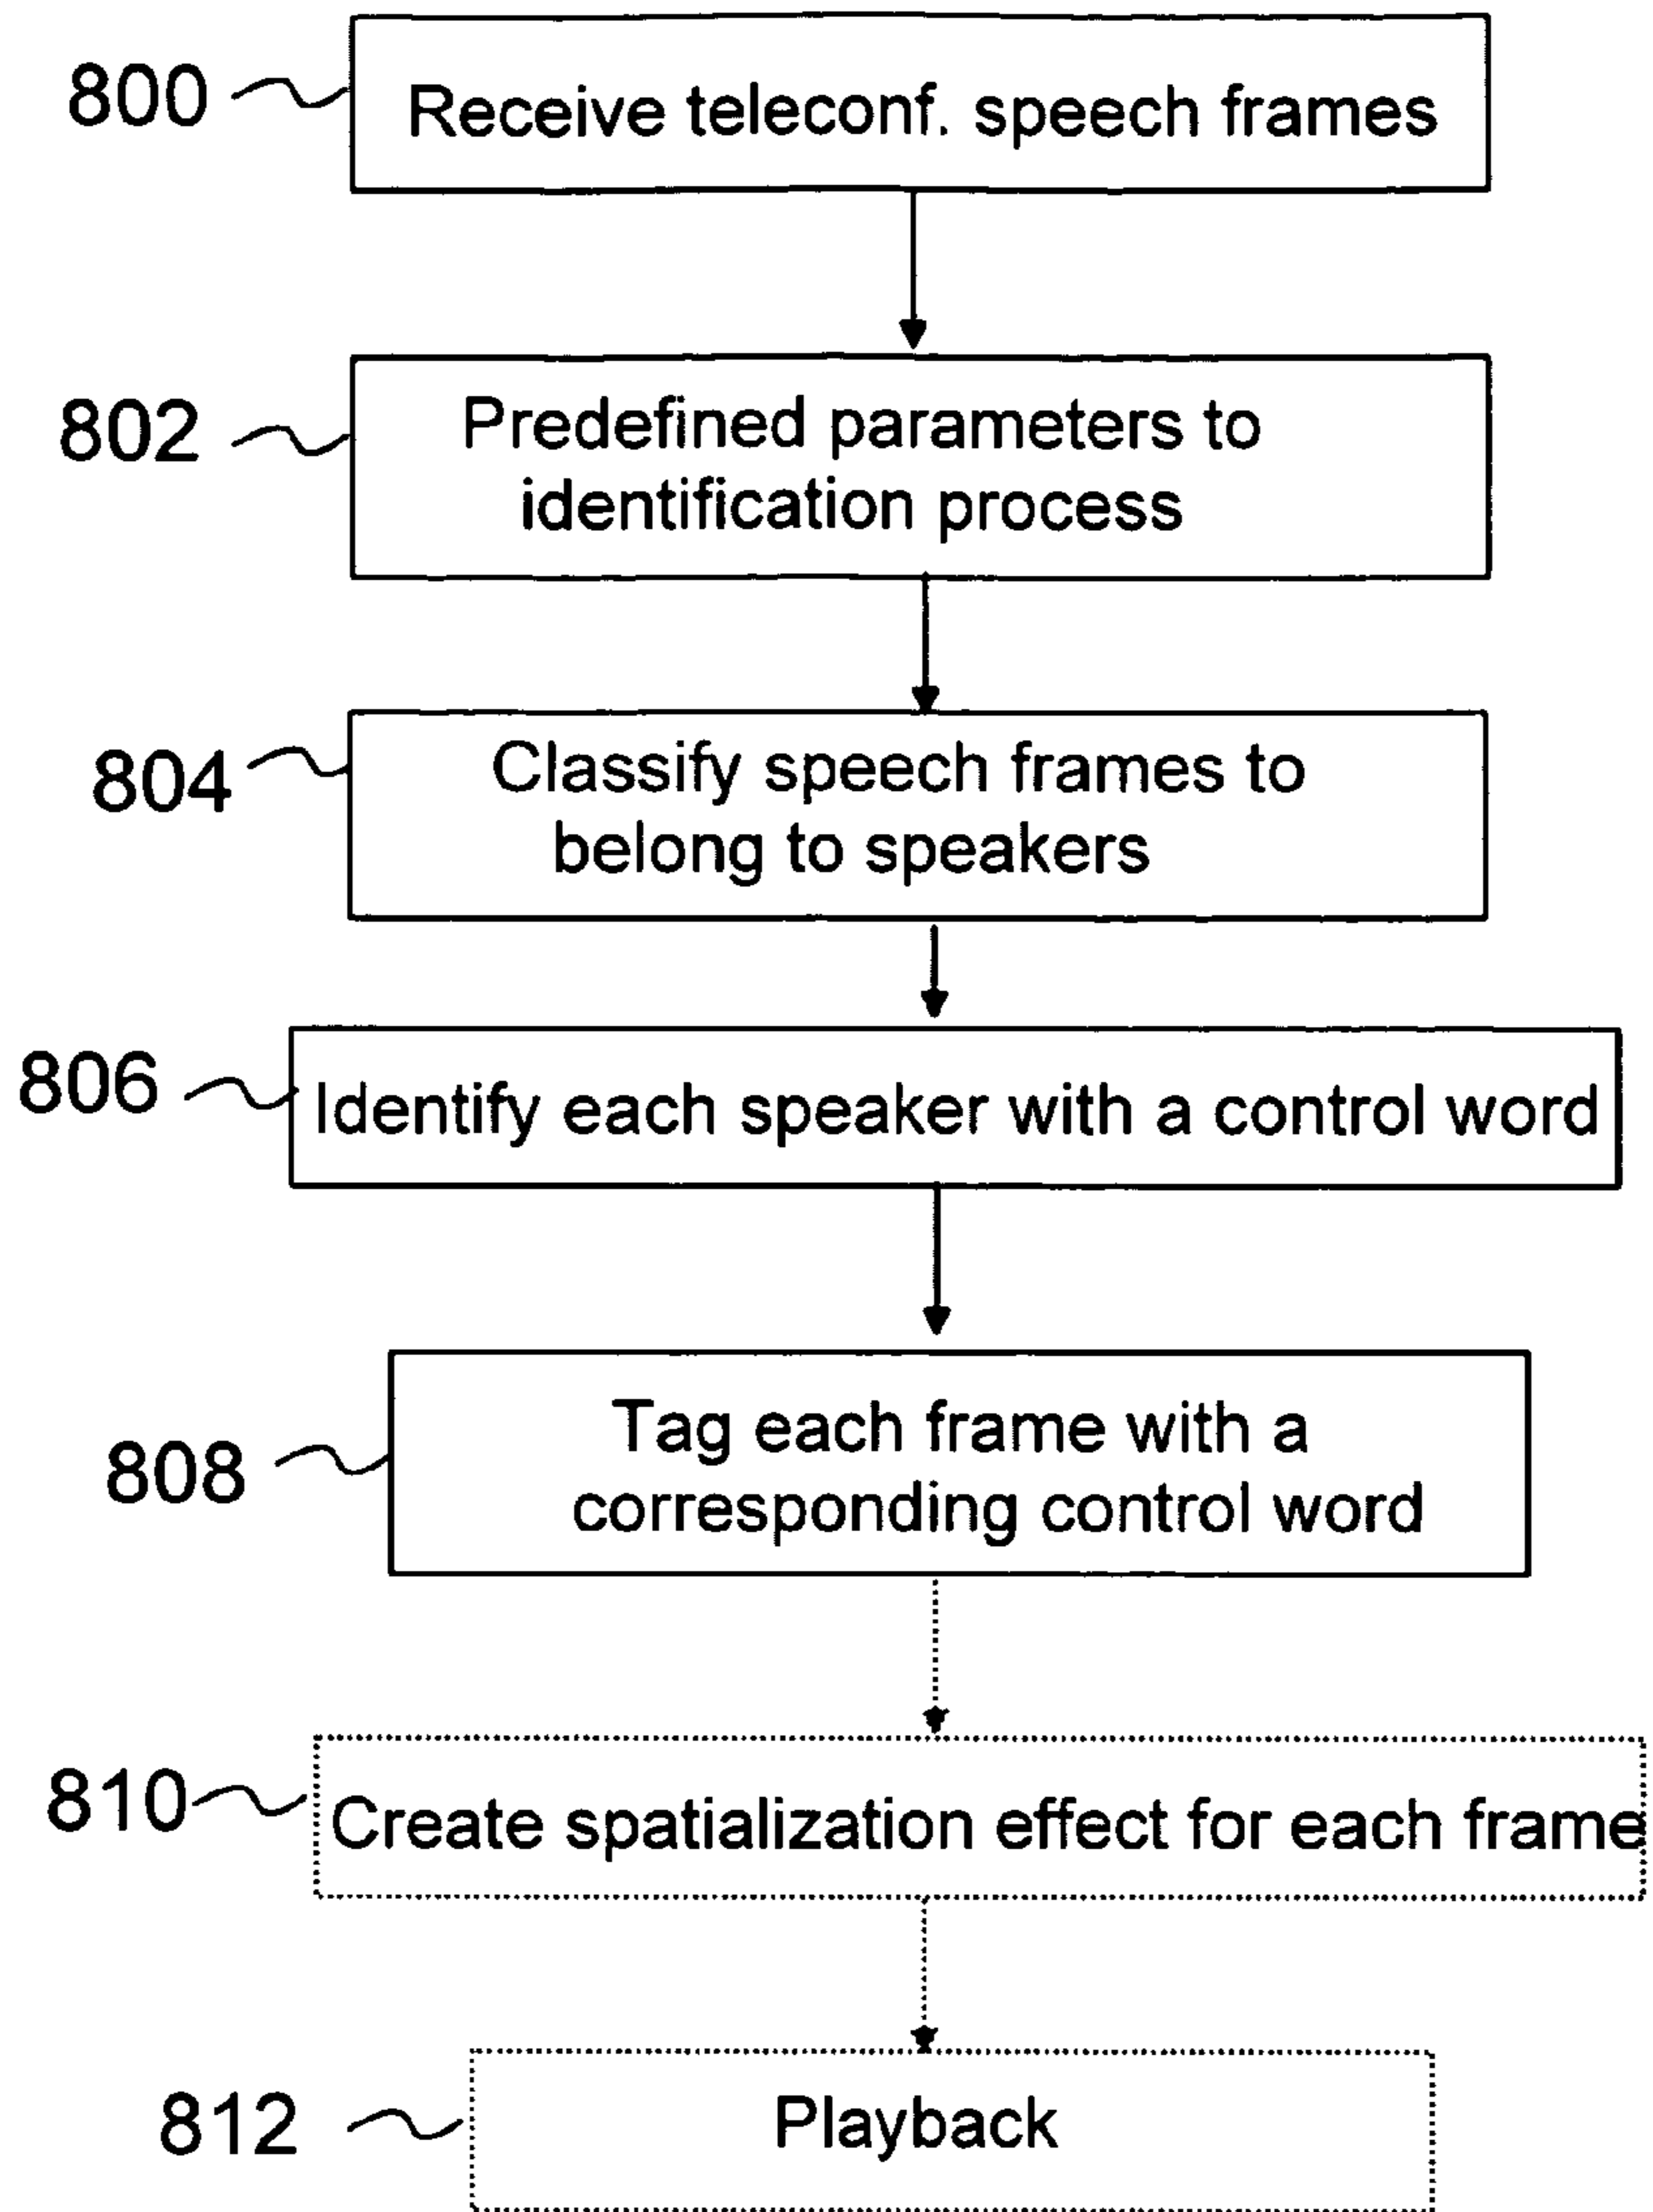 800
Receive teleconf. speech frames
802
Predefined parameters to
identification process
804
Classify speech frames to
belong to speakers
806
Identify each speaker with a control word
808
Tag each frame with a
corresponding control word
810
Create spatialization effect for each frame
812
Playback